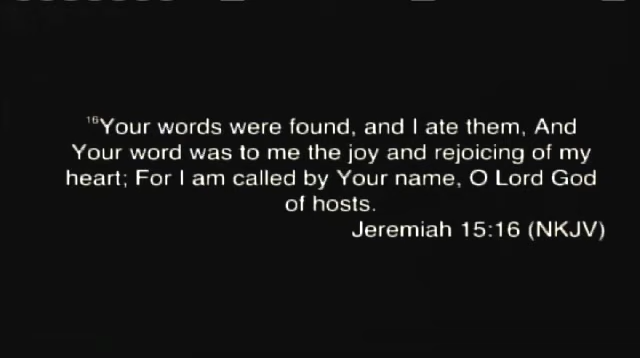 ¹⁶Your words were found, and I ate them, And
Your word was to me the joy and rejoicing of my
heart; For I am called by Your name, O Lord God
of hosts.
Jeremiah 15:16 (NKJV)